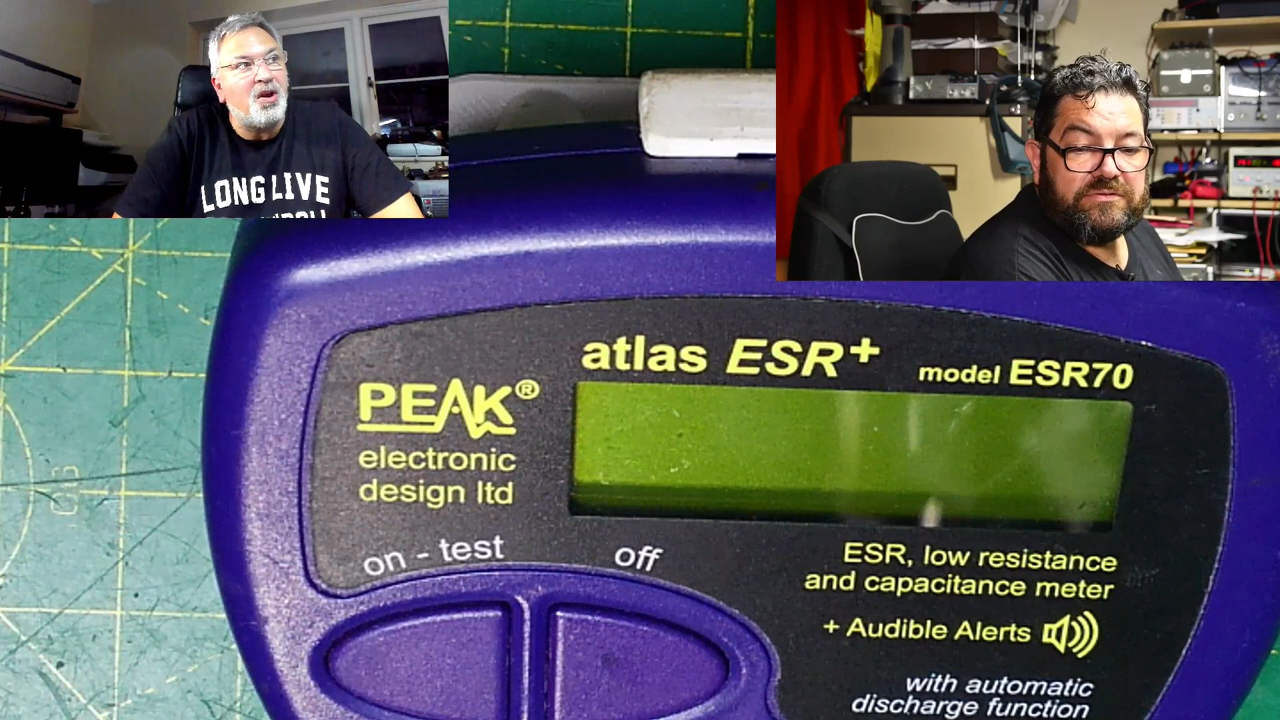 LONG LIVE
atlas ESR+
model ESR70
PEAK®
electronic
design ltd
on - test
off
ESR, low resistance
and capacitance meter
+ Audible Alerts
with automatic
discharge function